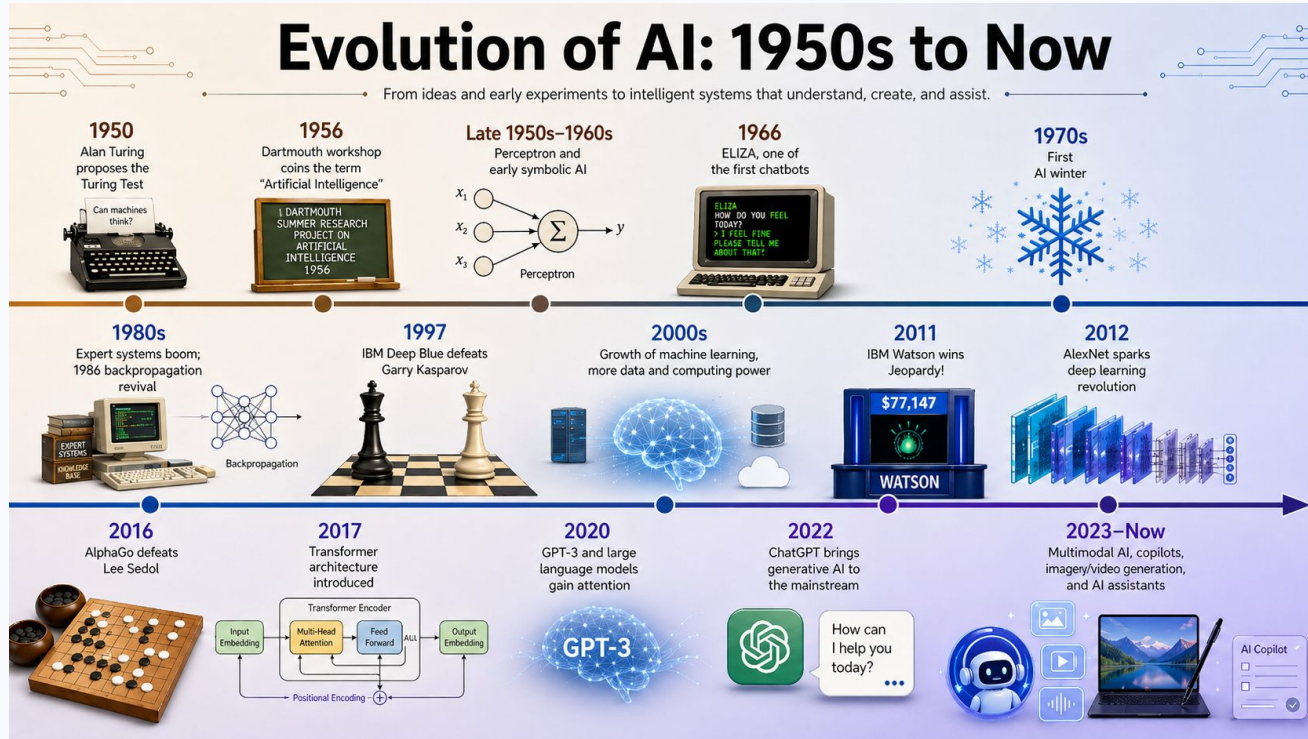 Evolution of AI: 1950s to Now
From ideas and early experiments to intelligent systems that understand, create, and assist.
1950
Alan Turing
proposes the
Turing Test
Can machines
think?
1956
Dartmouth workshop
coins the term
“Artificial Intelligence”
DARTMOUTH
SUMMER RESEARCH
PROJECT ON
ARTIFICIAL
INTELLIGENCE
1956
Late 1950s–1960s
Perceptron and
early symbolic AI
X1
X2
X3
Σ
y
Perceptron
1966
ELIZA, one of
the first chatbots
ELIZA
HOW DO YOU FEEL
TODAY?
> I FEEL FINE
PLEASE TELL ME
ABOUT THAT?
1970s
First
AI winter
1980s
Expert systems boom;
1986 backpropagation
revival
EXPERT
SYSTEMS
KNOWLEDGE
BASE
Backpropagation
1997
IBM Deep Blue defeats
Garry Kasparov
2000s
Growth of machine learning,
more data and computing power
2011
IBM Watson wins
Jeopardy!
$77,147
WATSON
2012
AlexNet sparks
deep learning
revolution
2016
AlphaGo defeats
Lee Sedol
2017
Transformer
architecture
introduced
Transformer Encoder
Input
Embedding
Multi-Head
Attention
Feed
Forward
Output
Embedding
Positional Encoding
+
2020
GPT-3 and large
language models
gain attention
GPT-3
2022
ChatGPT brings
generative AI to
the mainstream
How can
I help you
today?
2023–Now
Multimodal AI, copilots,
imagery/video generation,
and AI assistants
AI Copilot